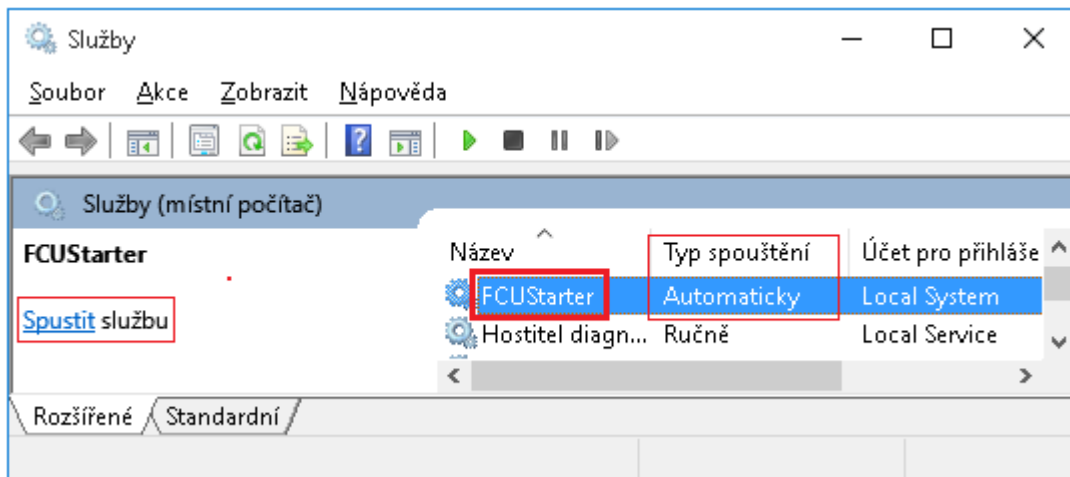 Služby
Soubor Akce Zobrazit Nápověda
Služby (místní počítač)
FCUStarter
Spustit službu
Název Typ spouštění Účet pro přihláše
FCUStarter Automaticky Local System
Hostitel diagn... Ručně Local Service
Rozšířené Standardní